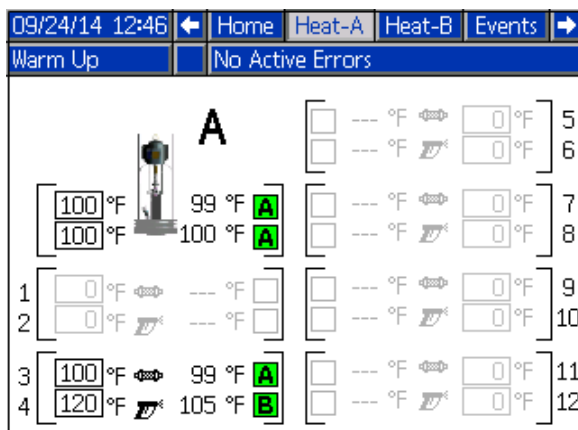 09/24/14 12:46 Home Heat-A Heat-B Events
Warm Up No Active Errors
A
--- °F 0 °F 5
--- °F 0 °F 6
100 °F 99 °F A
100 °F 100 °F A
--- °F 0 °F 7
--- °F 0 °F 8
1 0 °F --- °F
2 0 °F --- °F
--- °F 0 °F 9
--- °F 0 °F 10
3 100 °F 99 °F A
4 120 °F 105 °F B
--- °F 0 °F 11
--- °F 0 °F 12